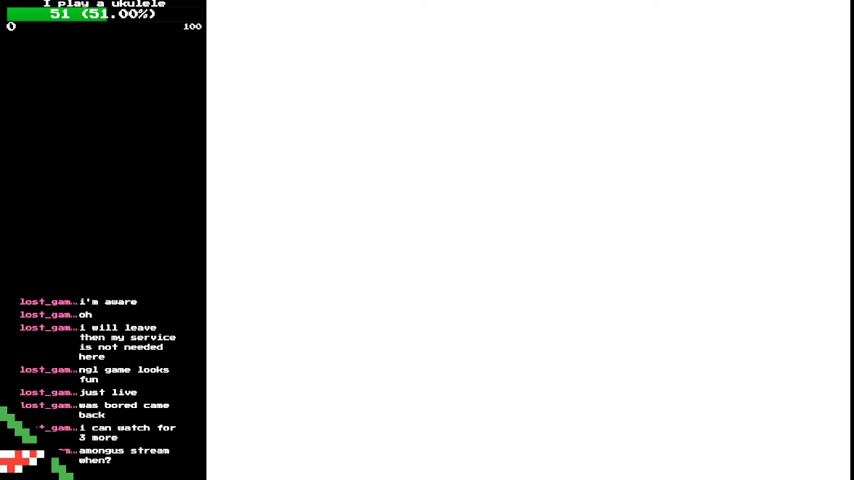 I play a ukulele
51 (51.00%)
0 100
lost_gam…i'm aware
lost_gam…oh
lost_gam…i will leave
then my service
is not needed
here
lost_gam…ngl game looks
fun
lost_gam…just live
lost_gam…was bored came
back
t_gam…i can watch for
3 more
m…amongus stream
when?